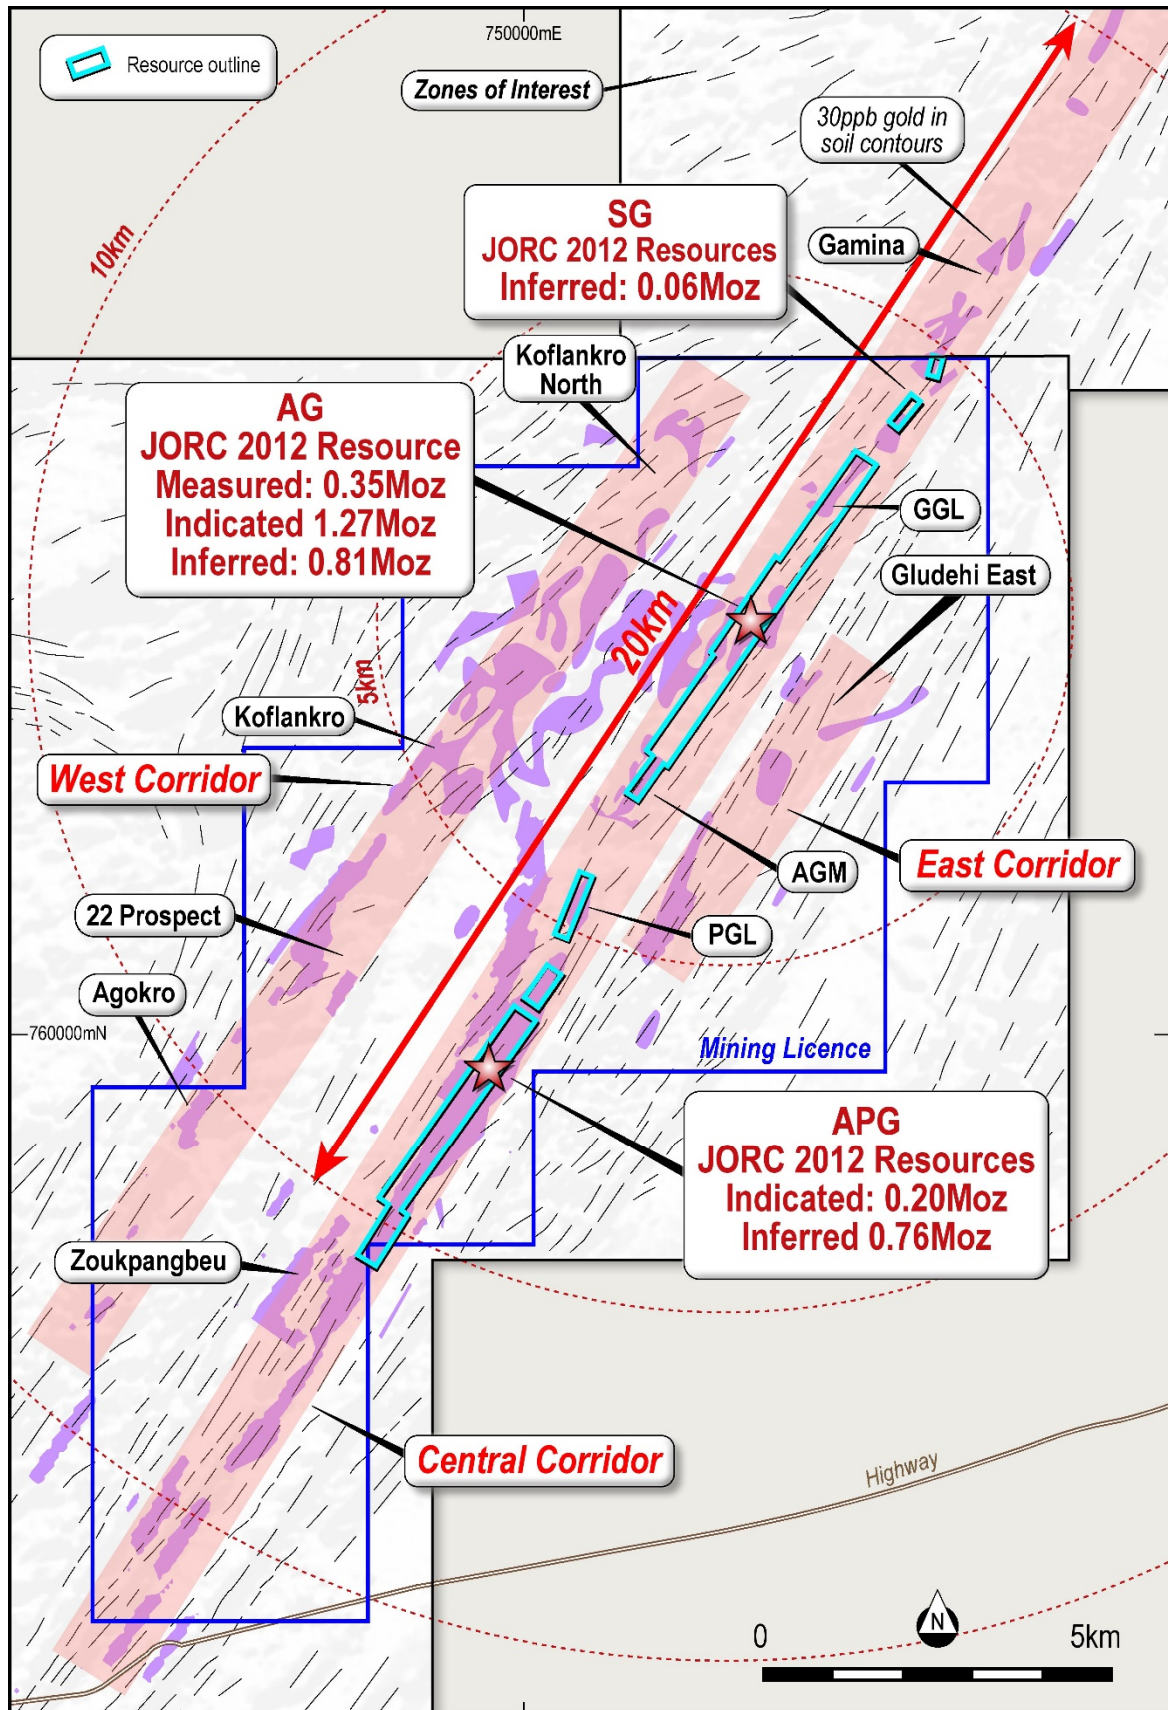 750000mE
Resource outline
Zones of Interest
30ppb gold in
soil contours
10km
SG
JORC 2012 Resources
Inferred: 0.06Moz
Gamina
Koflankro
North
AG
JORC 2012 Resource
Measured: 0.35Moz
Indicated 1.27Moz
Inferred: 0.81Moz
GGL
Gludehi East
20km
5km
Koflankro
West Corridor
East Corridor
AGM
22 Prospect
PGL
Agokro
760000mN
Mining Licence
APG
JORC 2012 Resources
Indicated: 0.20Moz
Inferred 0.76Moz
Zoukpangbeu
Central Corridor
Highway
N
0
5km